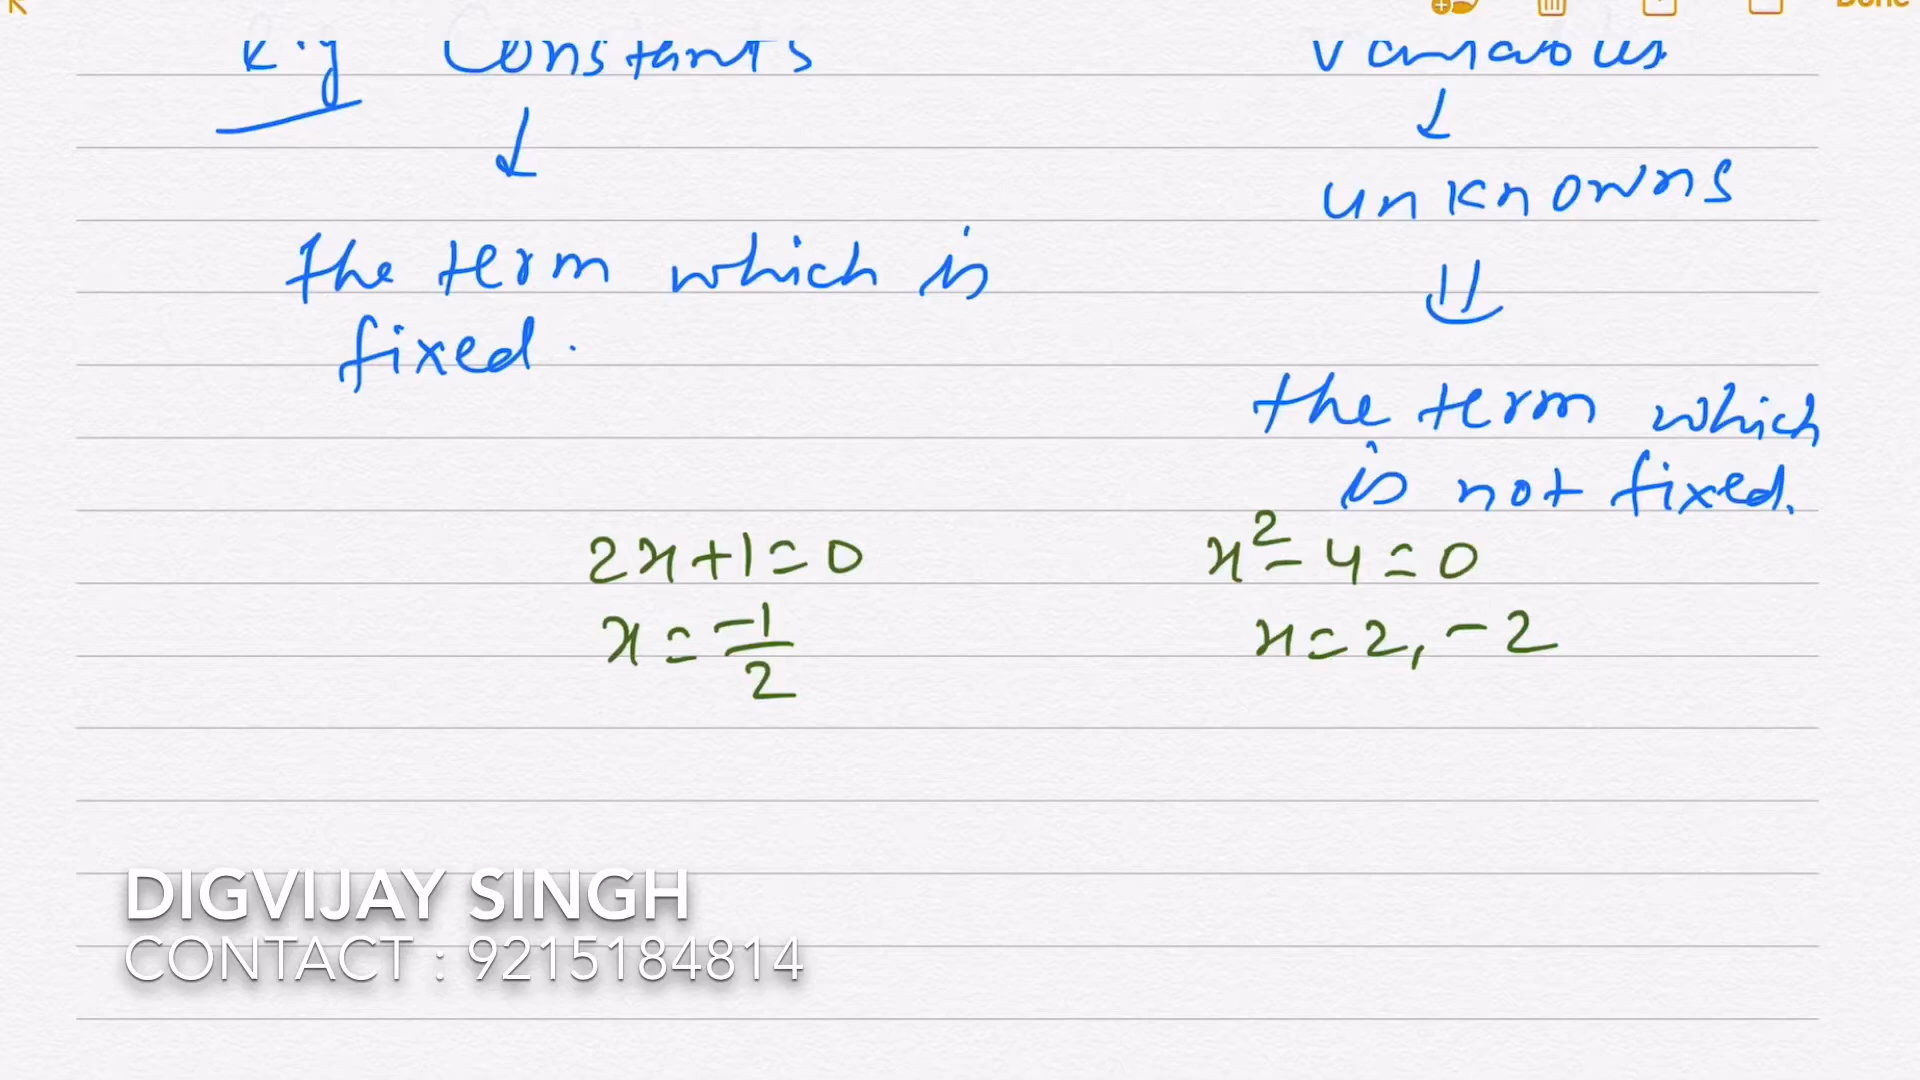 Constants
variables
unknowns
the term which is
fixed.
the term which
is not fixed.
2x+1=0
x²-4=0
x = -1/2
x=2, -2
DIGVIJAY SINGH
CONTACT : 9215184814